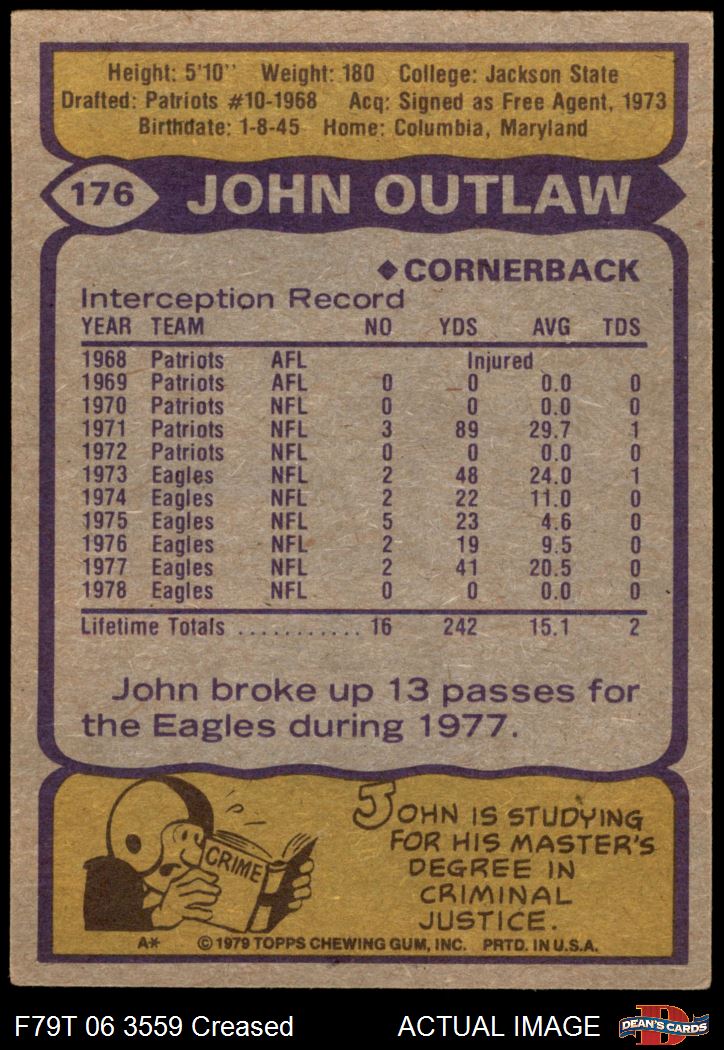 Height: 5'10" Weight: 180 College: Jackson State
Drafted: Patriots #10-1968 Acq: Signed as Free Agent, 1973
Birthdate: 1-8-45 Home: Columbia, Maryland
176 JOHN OUTLAW
◆CORNERBACK
Interception Record
YEAR TEAM NO YDS AVG TDS
1968 Patriots AFL Injured
1969 Patriots AFL 0 0 0.0 0
1970 Patriots NFL 0 0 0.0 0
1971 Patriots NFL 3 89 29.7 1
1972 Patriots NFL 0 0 0.0 0
1973 Eagles NFL 2 48 24.0 1
1974 Eagles NFL 2 22 11.0 0
1975 Eagles NFL 5 23 4.6 0
1976 Eagles NFL 2 19 9.5 0
1977 Eagles NFL 2 41 20.5 0
1978 Eagles NFL 0 0 0.0 0
Lifetime Totals ........... 16 242 15.1 2
John broke up 13 passes for
the Eagles during 1977.
CRIME
JOHN IS STUDYING
FOR HIS MASTER'S
DEGREE IN
CRIMINAL
JUSTICE.
A* © 1979 TOPPS CHEWING GUM, INC. PRTD. IN U.S.A.
F79T 06 3559 Creased ACTUAL IMAGE
D
DEAN'S CARDS